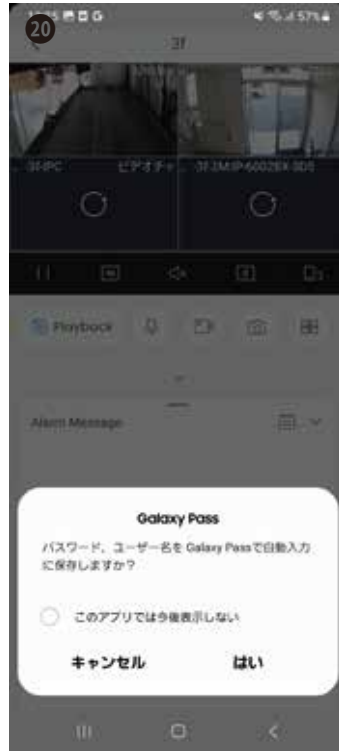 20
57%
3f
-3F-IPC
ビデオチャ...
Playback
Alarm Message
Galaxy Pass
パスワード、ユーザー名を Galaxy Passで自動入力
に保存しますか？
このアプリでは今後表示しない
キャンセル
はい